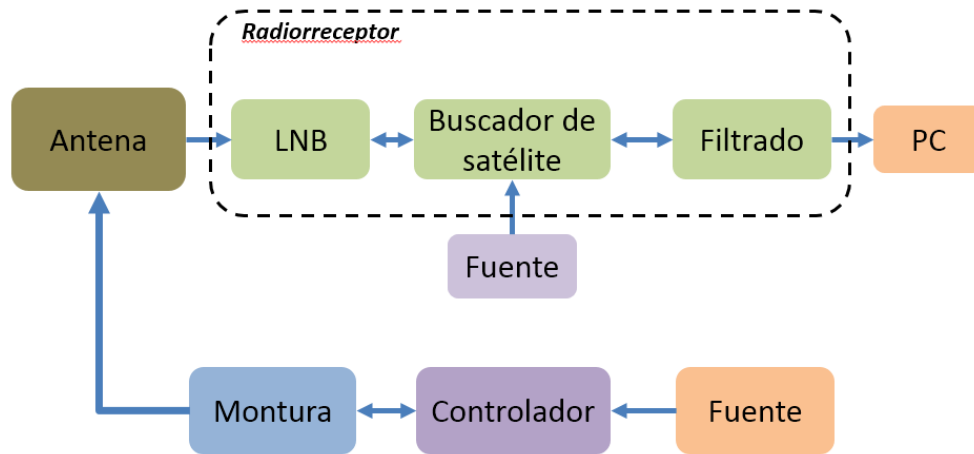 Radiorreceptor
Antena
LNB
Buscador de
satélite
Filtrado
PC
Fuente
Montura
Controlador
Fuente